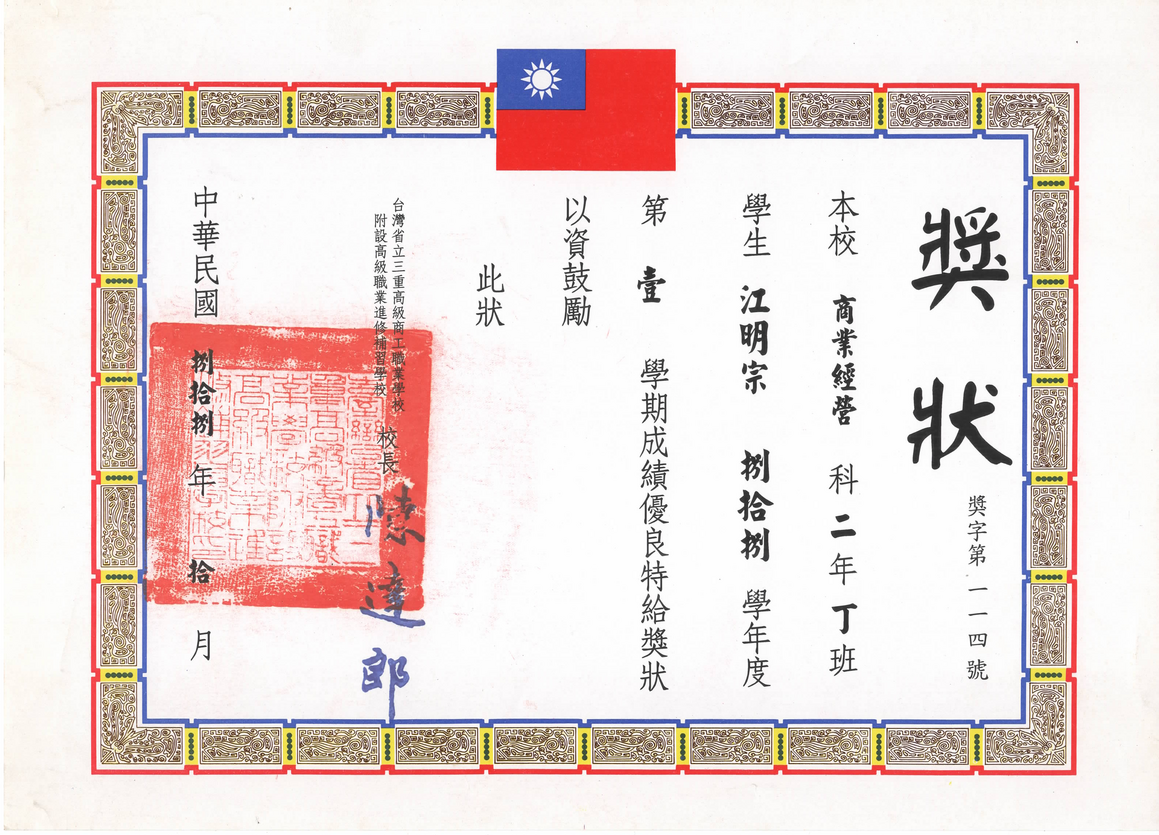 獎狀
獎字第一一四號
本校 商業經營 科 二 年 丁 班
學生 江明宗 捌拾捌 學年度
第 壹 學期成績優良特給獎狀
以資鼓勵
此狀
台灣省立三重高級商工職業學校
附設高級職業進修補習學校
校長
達郎
中華民國 捌拾捌 年 拾 月